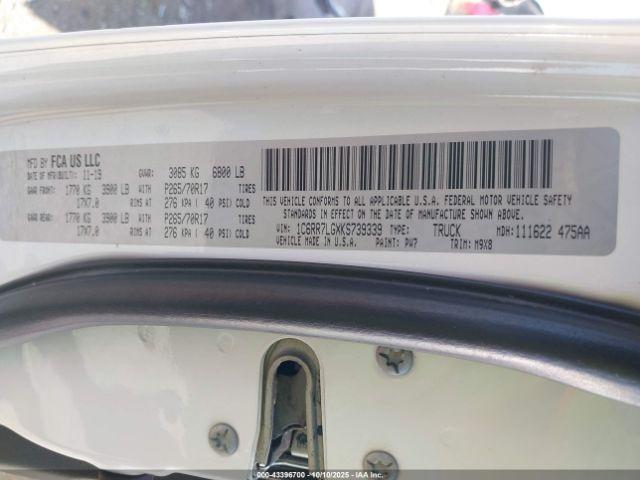 MFD BY FCA US LLC
DATE OF MFR(BUILT): 11-19 GVWR: 3085 KG 6800 LB
GAWR FRONT: 1770 KG 3900 LB WITH P265/70R17 TIRES
17X7.0 RIMS AT 276 KPA ( 40 PSI) COLD
GAWR REAR: 1770 KG 3900 LB WITH P265/70R17 TIRES
17X7.0 RIMS AT 276 KPA ( 40 PSI) COLD
THIS VEHICLE CONFORMS TO ALL APPLICABLE U.S.A. FEDERAL MOTOR VEHICLE SAFETY
STANDARDS IN EFFECT ON THE DATE OF MANUFACTURE SHOWN ABOVE.
VIN: 1C6RR7LGXKS739339 TYPE: TRUCK MDH: 111622 475AA
VEHICLE MADE IN U.S.A. PAINT: PW7 TRIM: M9X8
000-43396700 - 10/10/2025 - IAAI.COM